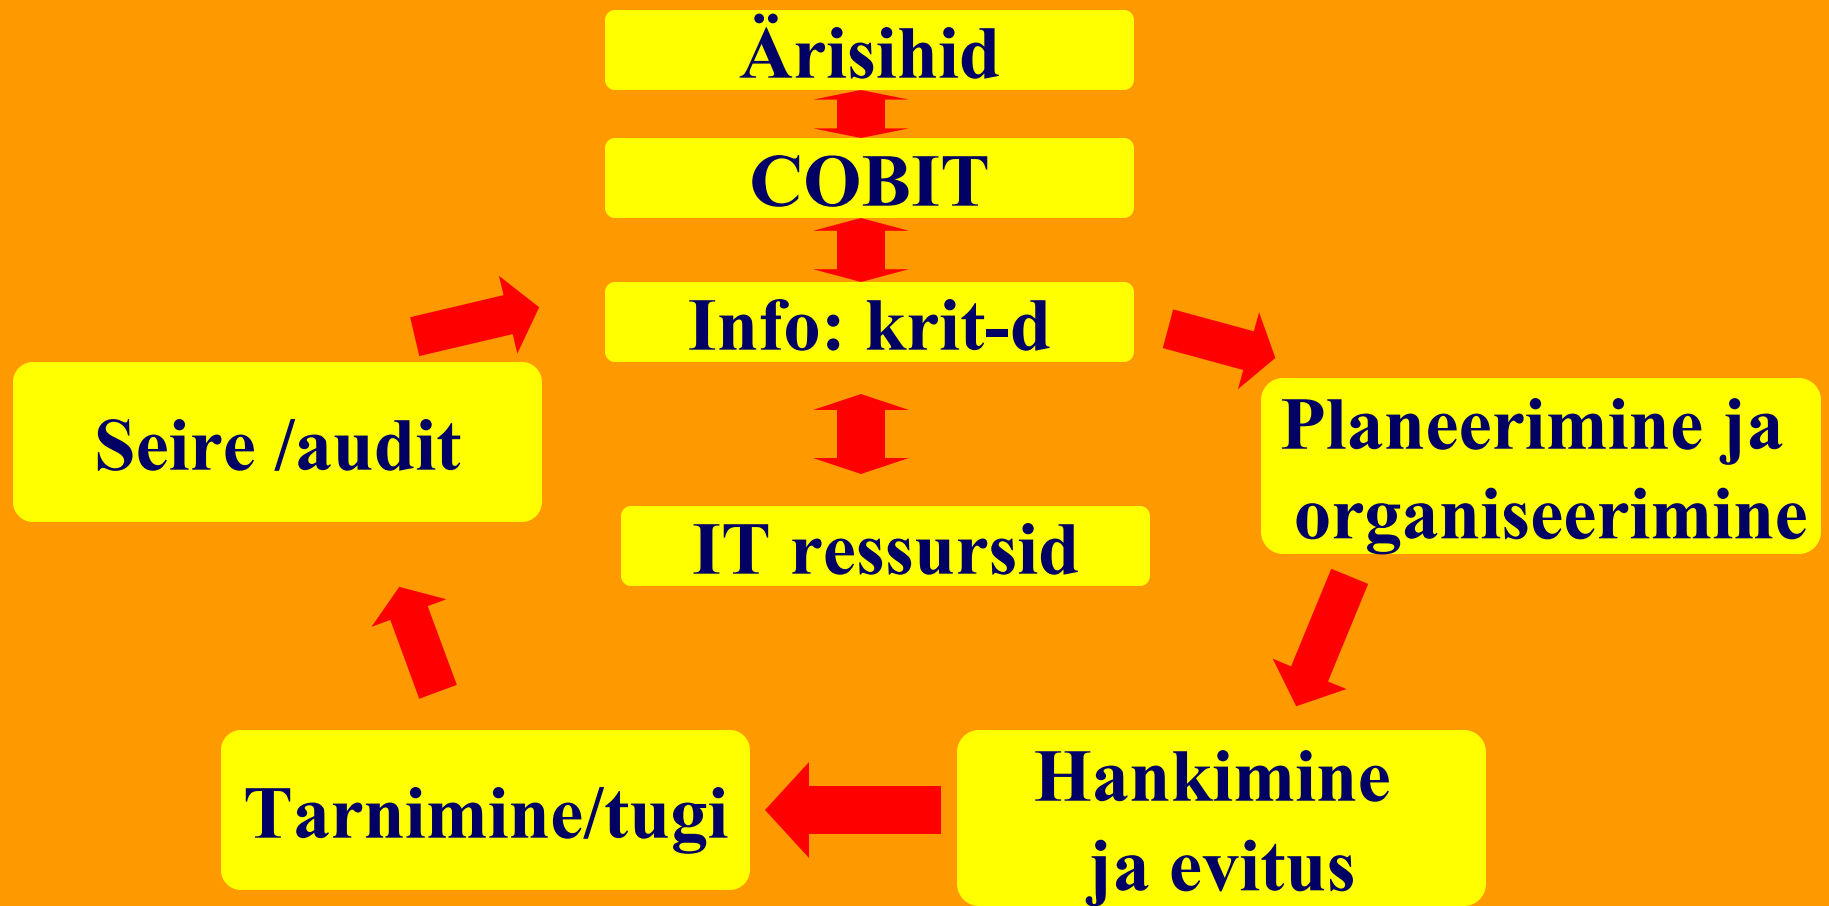 Ärisihid
COBIT
Info: krit-d
Seire /audit
Planeerimine ja
organiseerimine
IT ressursid
Tarnimine/tugi
Hankimine
ja evitus